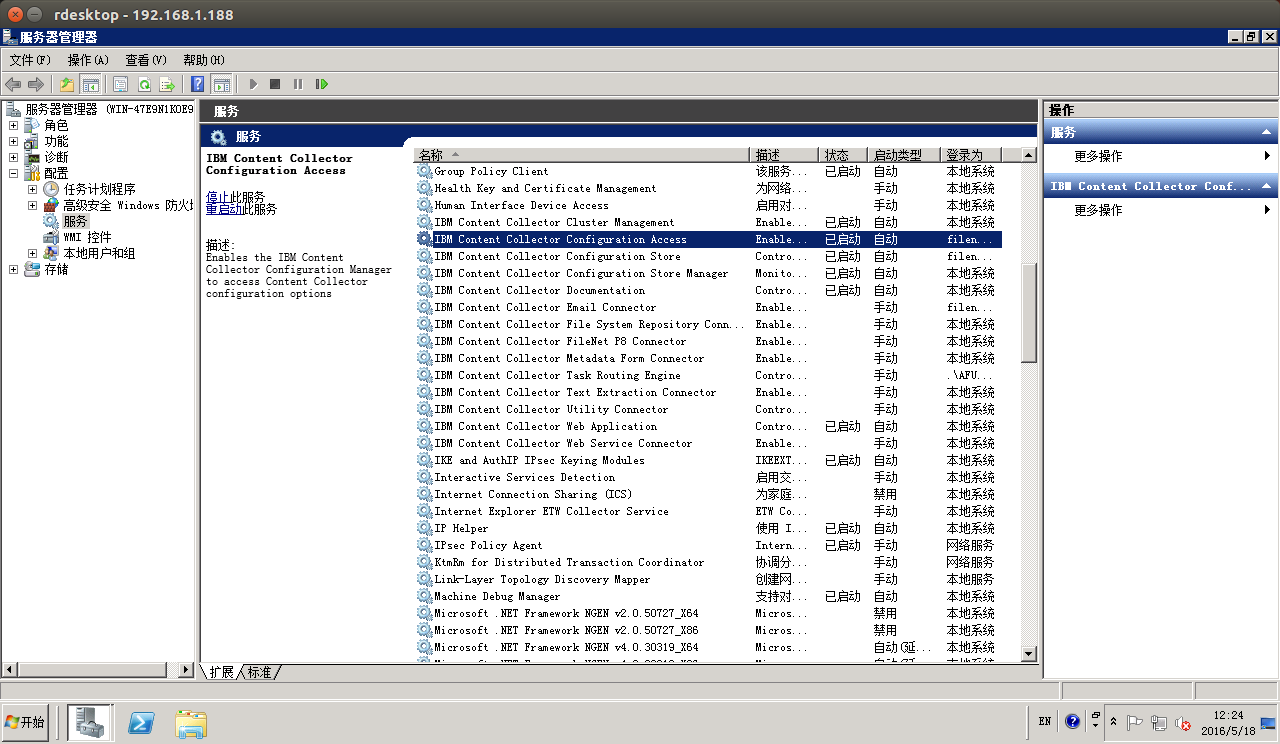 rdesktop - 192.168.1.188
服务器管理器
文件(F) 操作(A) 查看(V) 帮助(H)
服务器管理器 (WIN-47E9N1KOE9
角色
功能
诊断
配置
任务计划程序
高级安全 Windows 防火墙
服务
WMI 控件
本地用户和组
存储
服务
服务
IBM Content Collector
Configuration Access
停止此服务
重启动此服务
描述:
Enables the IBM Content
Collector Configuration Manager
to access Content Collector
configuration options
名称 描述 状态 启动类型 登录为
Group Policy Client 该服务... 已启动 自动 本地系统
Health Key and Certificate Management 为网络... 手动 本地系统
Human Interface Device Access 启用对... 手动 本地系统
IBM Content Collector Cluster Management Enable... 已启动 自动 本地系统
IBM Content Collector Configuration Access Enable... 已启动 自动 filen...
IBM Content Collector Configuration Store Contro... 已启动 自动 filen...
IBM Content Collector Configuration Store Manager Monito... 已启动 自动 本地系统
IBM Content Collector Documentation Contro... 已启动 自动 本地系统
IBM Content Collector Email Connector Enable... 手动 filen...
IBM Content Collector File System Repository Conn... Enable... 手动 本地系统
IBM Content Collector FileNet P8 Connector Enable... 手动 本地系统
IBM Content Collector Metadata Form Connector Enable... 手动 本地系统
IBM Content Collector Task Routing Engine Contro... 手动 .\AFU...
IBM Content Collector Text Extraction Connector Enable... 手动 本地系统
IBM Content Collector Utility Connector Contro... 手动 本地系统
IBM Content Collector Web Application Contro... 已启动 自动 本地系统
IBM Content Collector Web Service Connector Enable... 手动 本地系统
IKE and AuthIP IPsec Keying Modules IKEEXT... 已启动 自动 本地系统
Interactive Services Detection 启用交... 手动 本地系统
Internet Connection Sharing (ICS) 为家庭... 禁用 本地系统
Internet Explorer ETW Collector Service ETW Co... 手动 本地系统
IP Helper 使用 I... 已启动 自动 本地系统
IPsec Policy Agent Intern... 已启动 手动 网络服务
KtmRm for Distributed Transaction Coordinator 协调分... 手动 网络服务
Link-Layer Topology Discovery Mapper 创建网... 手动 本地服务
Machine Debug Manager 支持对... 已启动 自动 本地系统
Microsoft .NET Framework NGEN v2.0.50727_X64 Micros... 禁用 本地系统
Microsoft .NET Framework NGEN v2.0.50727_X86 Micros... 禁用 本地系统
Microsoft .NET Framework NGEN v4.0.30319_X64 Micros... 自动(延... 本地系统
扩展 标准
操作
服务
更多操作
IBM Content Collector Conf...
更多操作
开始
EN
12:24
2016/5/18